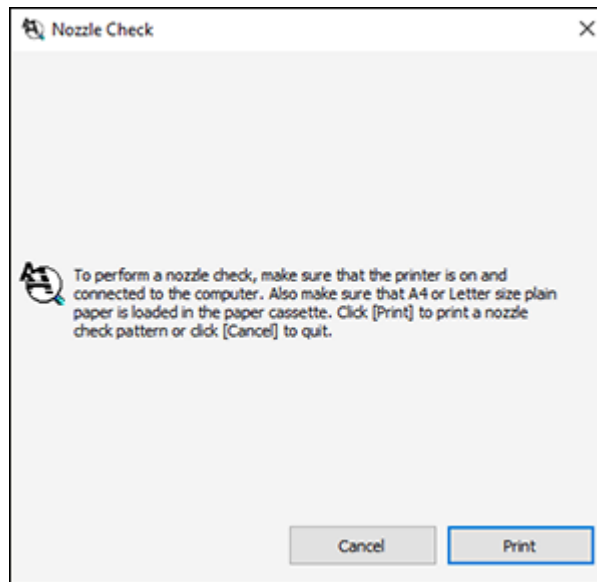 Nozzle Check
To perform a nozzle check, make sure that the printer is on and
connected to the computer. Also make sure that A4 or Letter size plain
paper is loaded in the paper cassette. Click [Print] to print a nozzle
check pattern or click [Cancel] to quit.
Cancel Print